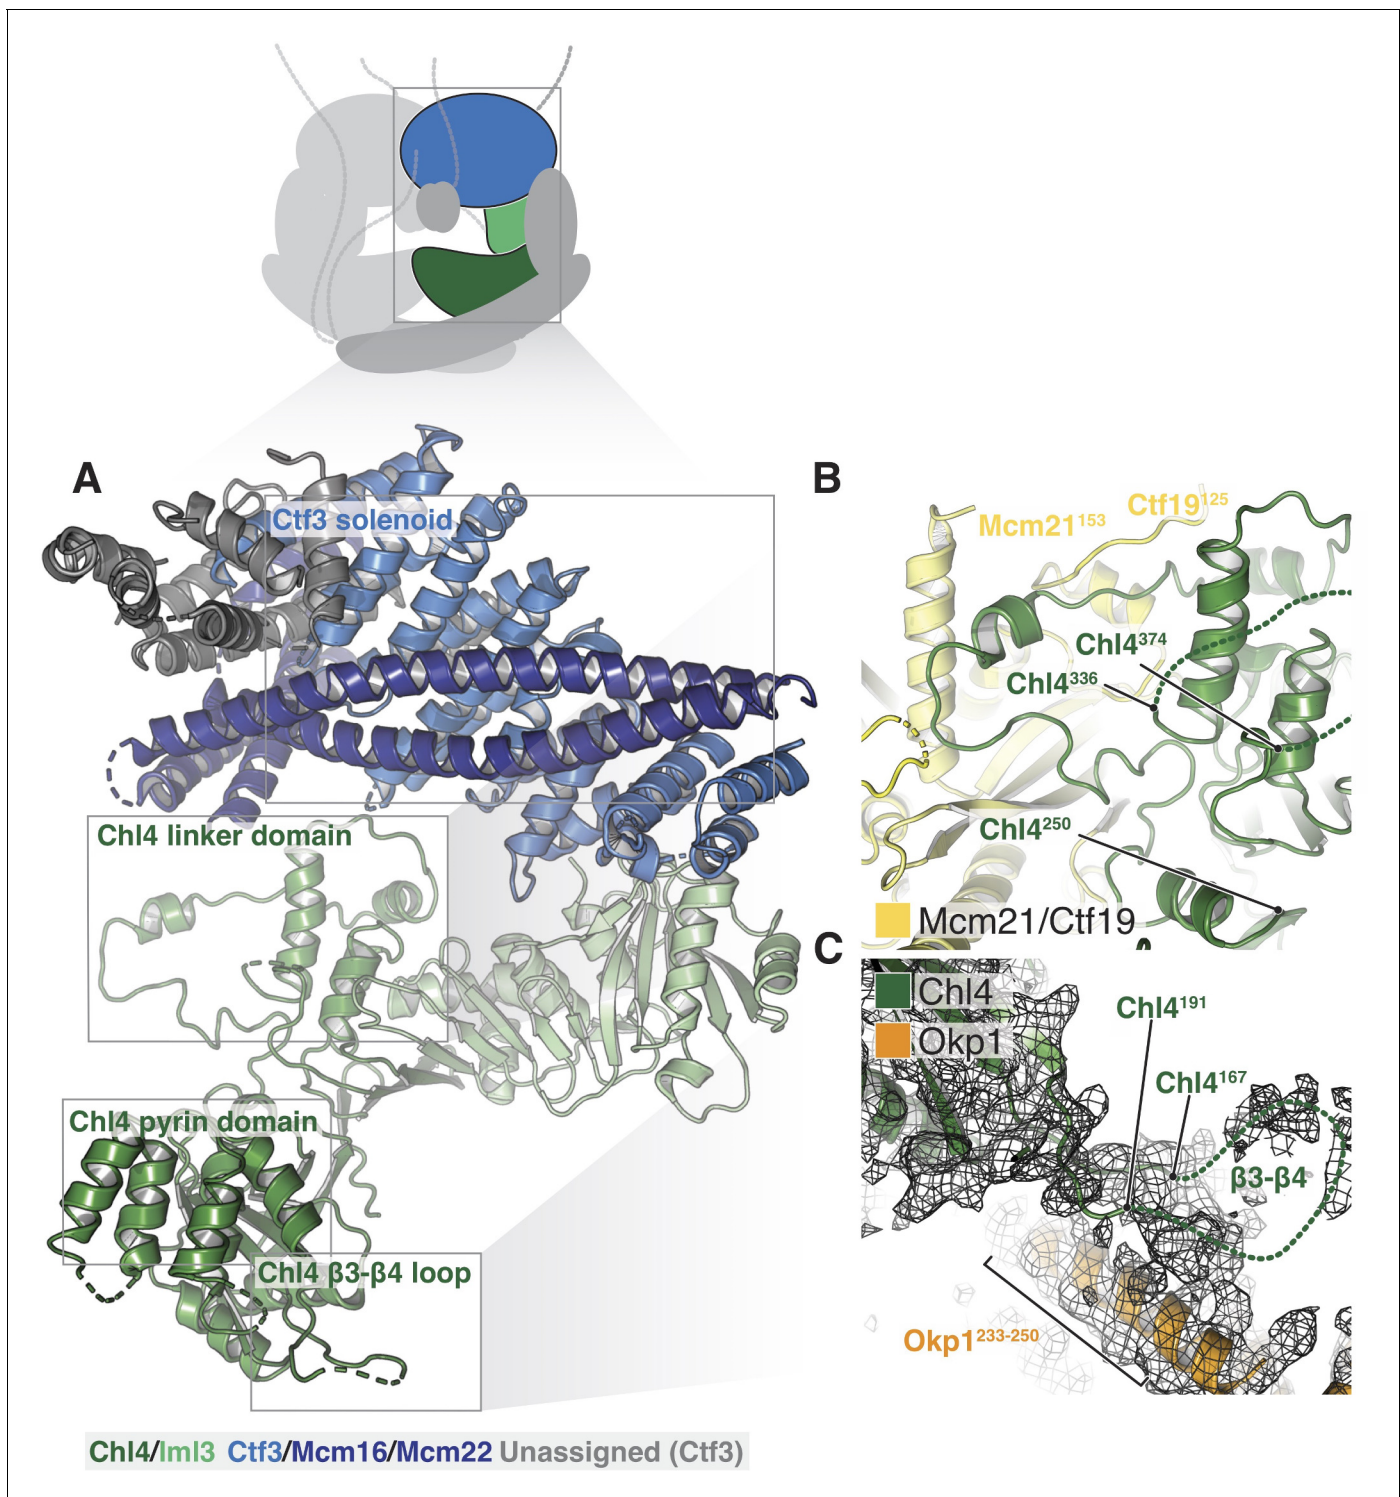 A
Ctf3 solenoid
Chl4 linker domain
Chl4 pyrin domain
Chl4 β3-β4 loop
Chl4/Iml3 Ctf3/Mcm16/Mcm22 Unassigned (Ctf3)
B
Mcm21¹⁵³
Ctf19¹²⁵
Chl4³⁷⁴
Chl4³³⁶
Chl4²⁵⁰
Mcm21/Ctf19
C
Chl4
Okp1
Chl4¹⁹¹
Chl4¹⁶⁷
β3-β4
Okp1²³³⁻²⁵⁰